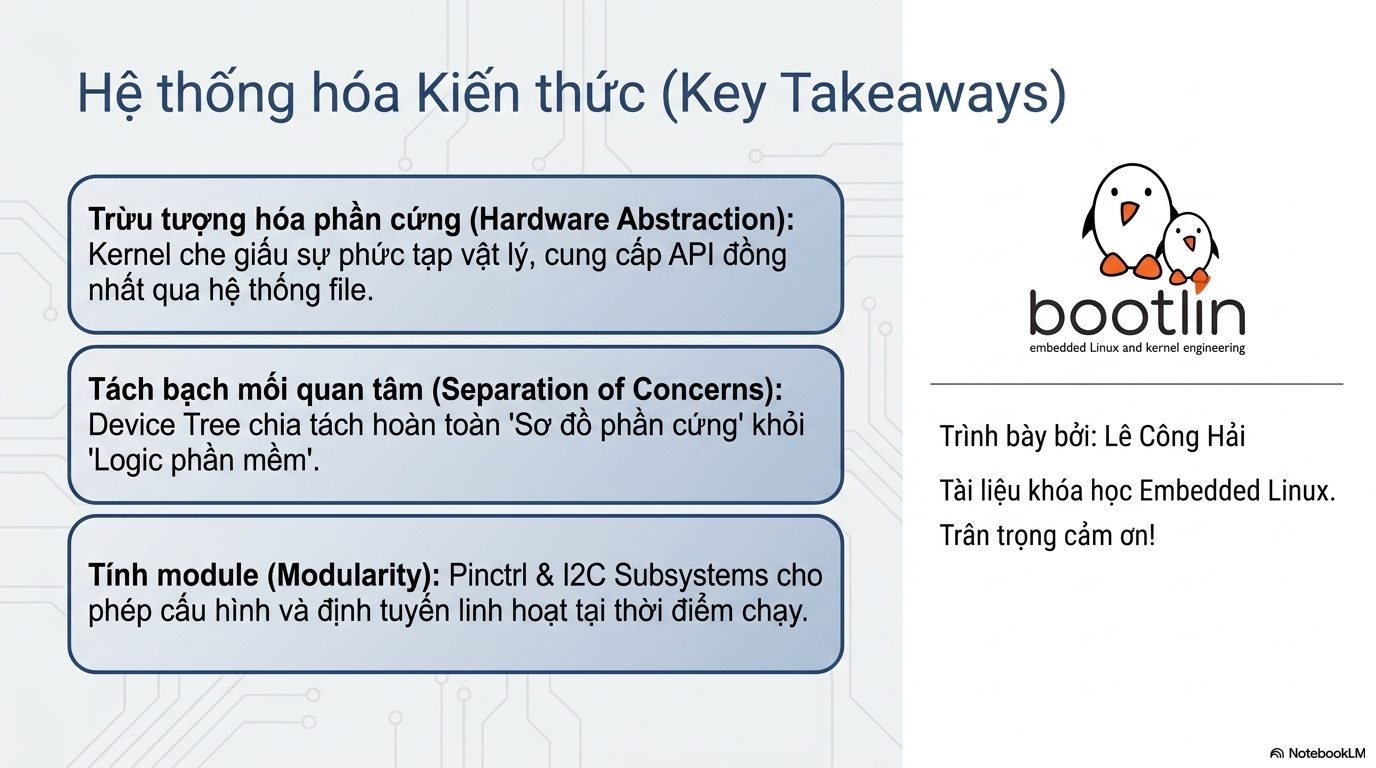 Hệ thống hóa Kiến thức (Key Takeaways)
Trừu tượng hóa phần cứng (Hardware Abstraction):
Kernel che giấu sự phức tạp vật lý, cung cấp API đồng
nhất qua hệ thống file.
Tách bạch mối quan tâm (Separation of Concerns):
Device Tree chia tách hoàn toàn 'Sơ đồ phần cứng' khỏi
'Logic phần mềm'.
Tính module (Modularity): Pinctrl & I2C Subsystems cho
phép cấu hình và định tuyến linh hoạt tại thời điểm chạy.
bootlin
embedded Linux and kernel engineering
Trình bày bởi: Lê Công Hải
Tài liệu khóa học Embedded Linux.
Trân trọng cảm ơn!
NotebookLM